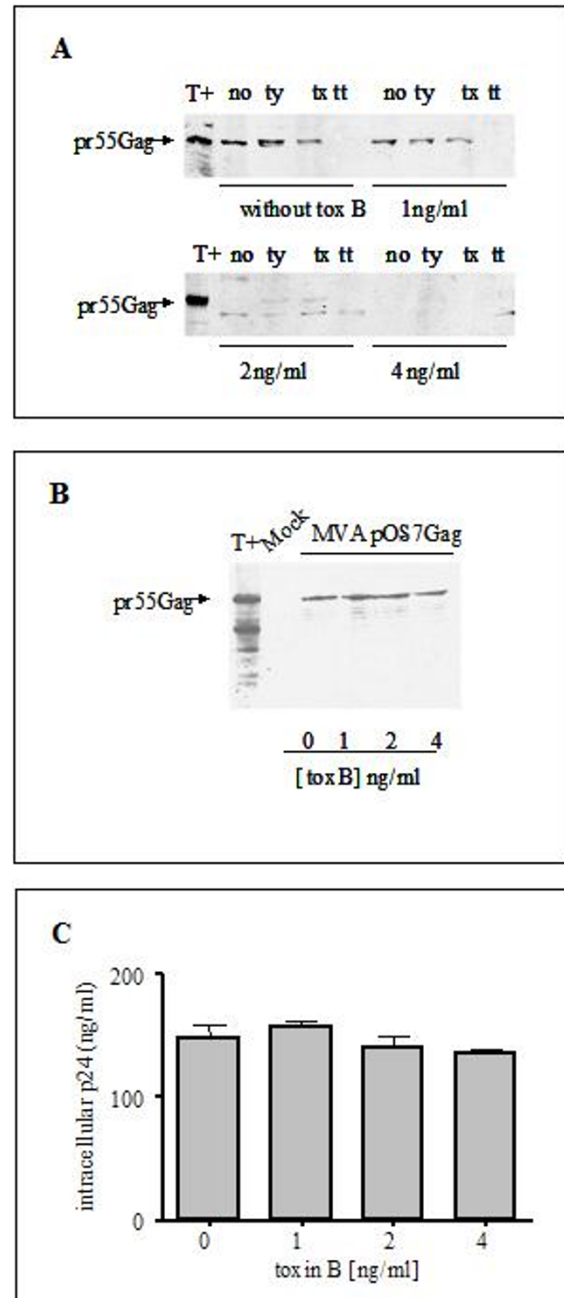 A
T+ no ty tx tt no ty tx tt
pr55Gag
without tox B 1ng/ml
T+ no ty tx tt no ty tx tt
pr55Gag
2ng/ml 4ng/ml
B
T+ Mock MVA pOS7Gag
pr55Gag
0 1 2 4
[tox B] ng/ml
C
intracellular p24 (ng/ml)
200
100
0
0 1 2 4
toxin B [ng/ml]